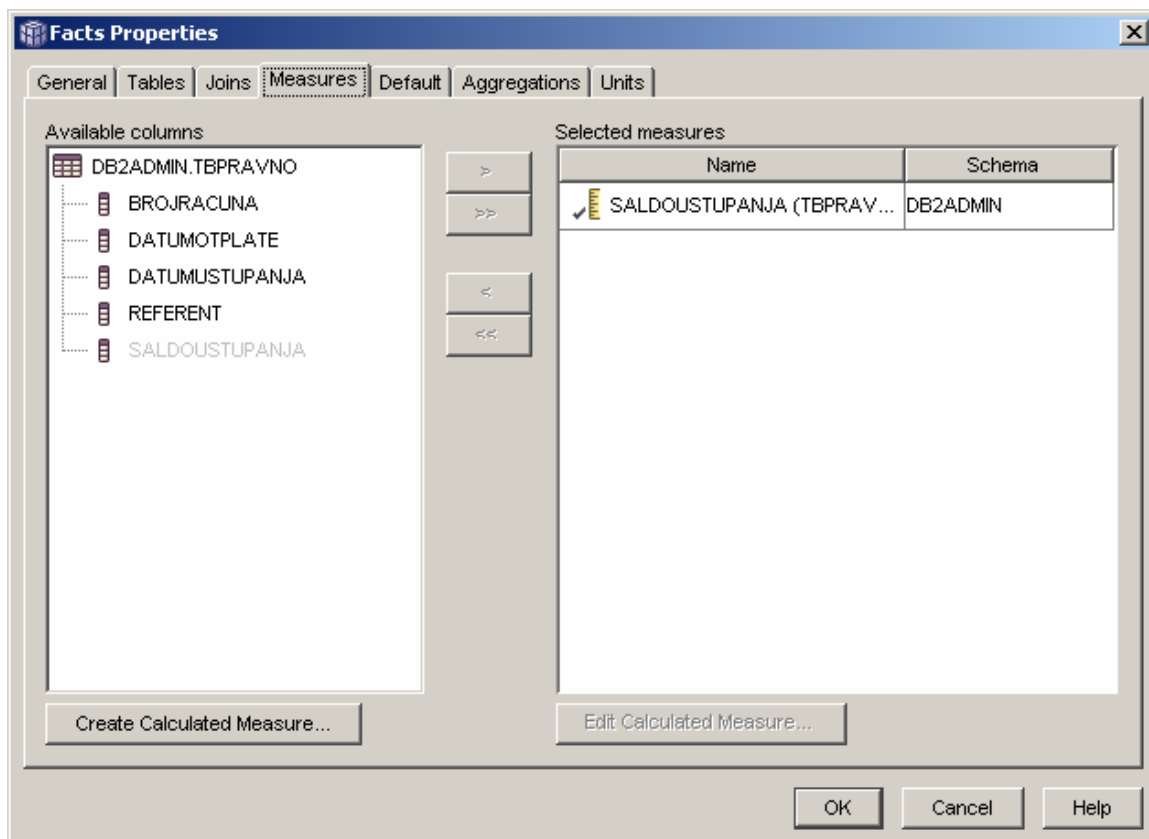 Facts Properties
General Tables Joins Measures Default Aggregations Units
Available columns
DB2ADMIN.TBPRAVNO
BROJRACUNA
DATUMOTPLATE
DATUMUSTUPANJA
REFERENT
SALDOUSTUPANJA
Create Calculated Measure...
>
>>
<
<<
Selected measures
Name Schema
SALDOUSTUPANJA (TBPRAV... DB2ADMIN
Edit Calculated Measure...
OK Cancel Help